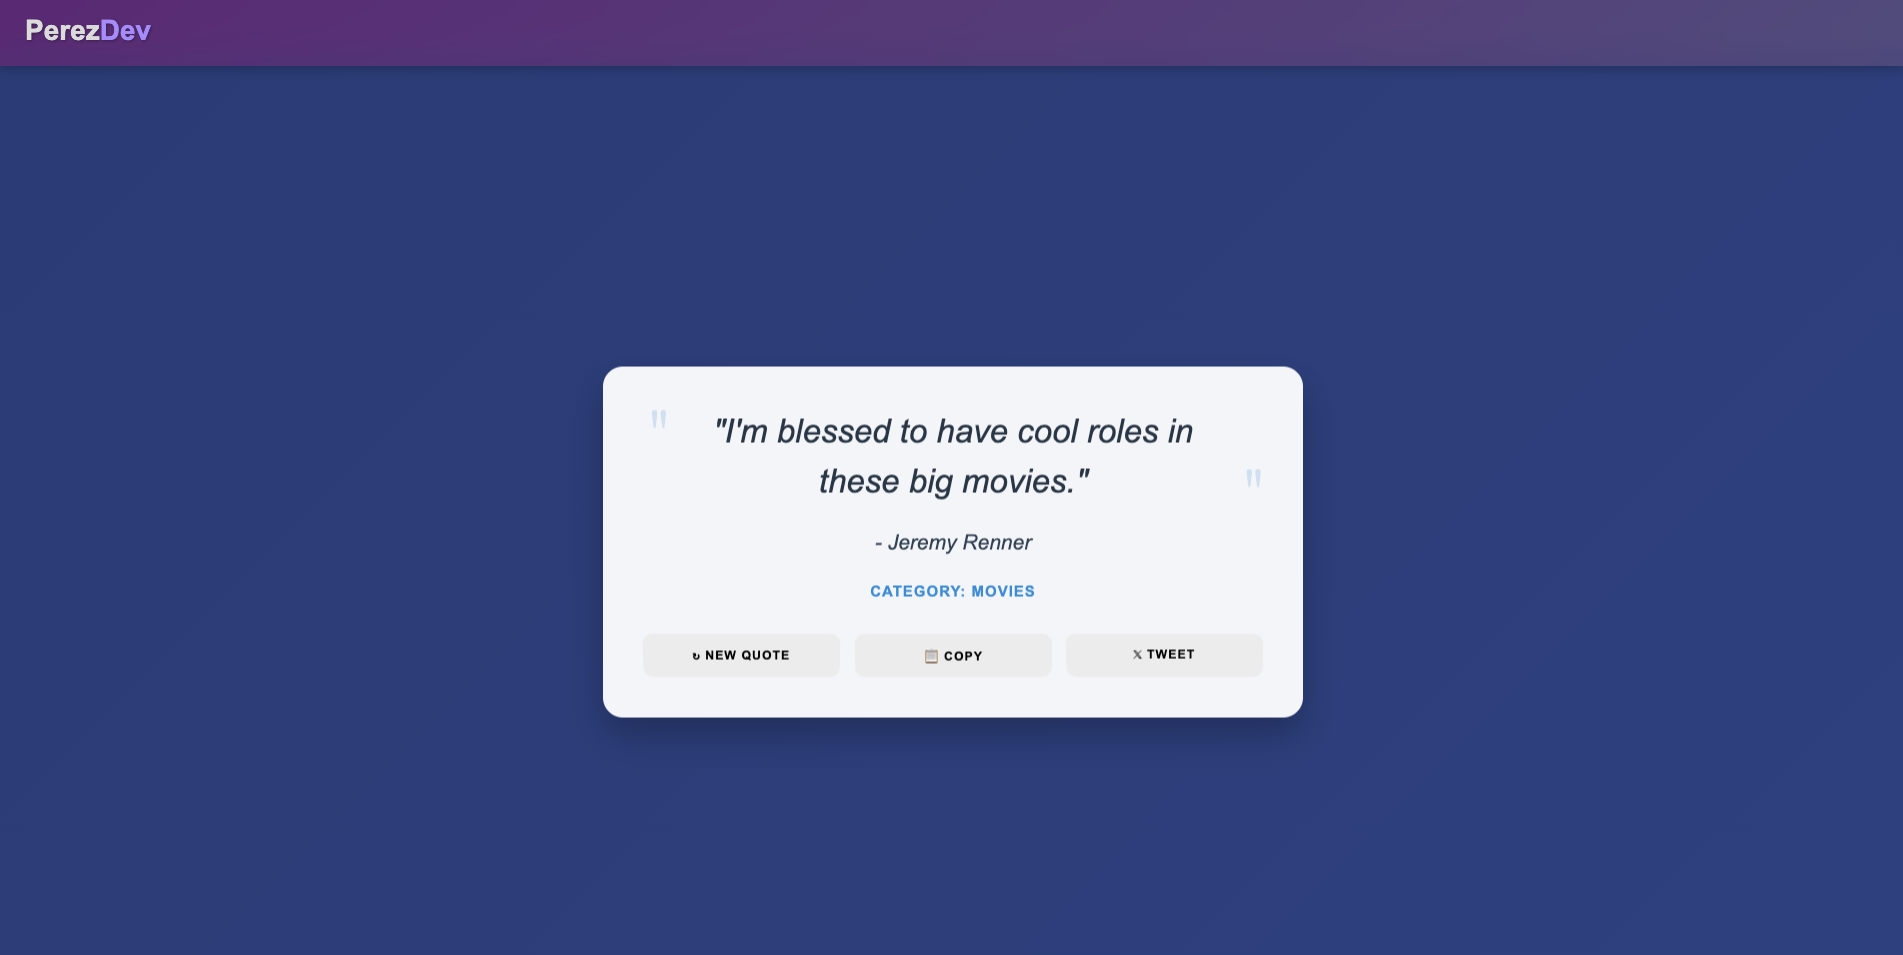 PerezDev
"
"I'm blessed to have cool roles in
these big movies."
"
- Jeremy Renner
CATEGORY: MOVIES
↻ NEW QUOTE
📋 COPY
𝕏 TWEET